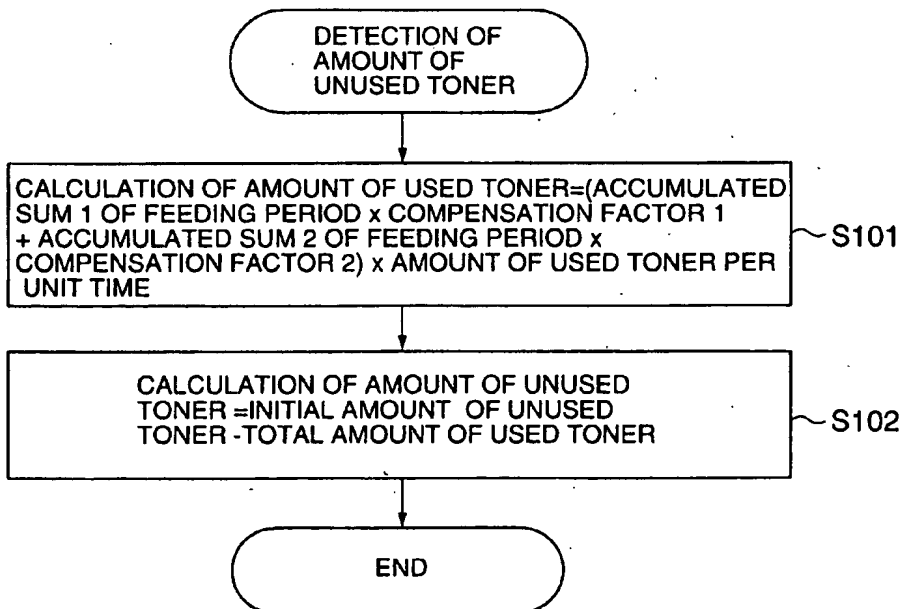 DETECTION OF
AMOUNT OF
UNUSED TONER
CALCULATION OF AMOUNT OF USED TONER=(ACCUMULATED
SUM 1 OF FEEDING PERIOD x COMPENSATION FACTOR 1
+ ACCUMULATED SUM 2 OF FEEDING PERIOD x
COMPENSATION FACTOR 2) x AMOUNT OF USED TONER PER
UNIT TIME
S101
CALCULATION OF AMOUNT OF UNUSED
TONER =INITIAL AMOUNT OF UNUSED
TONER -TOTAL AMOUNT OF USED TONER
S102
END